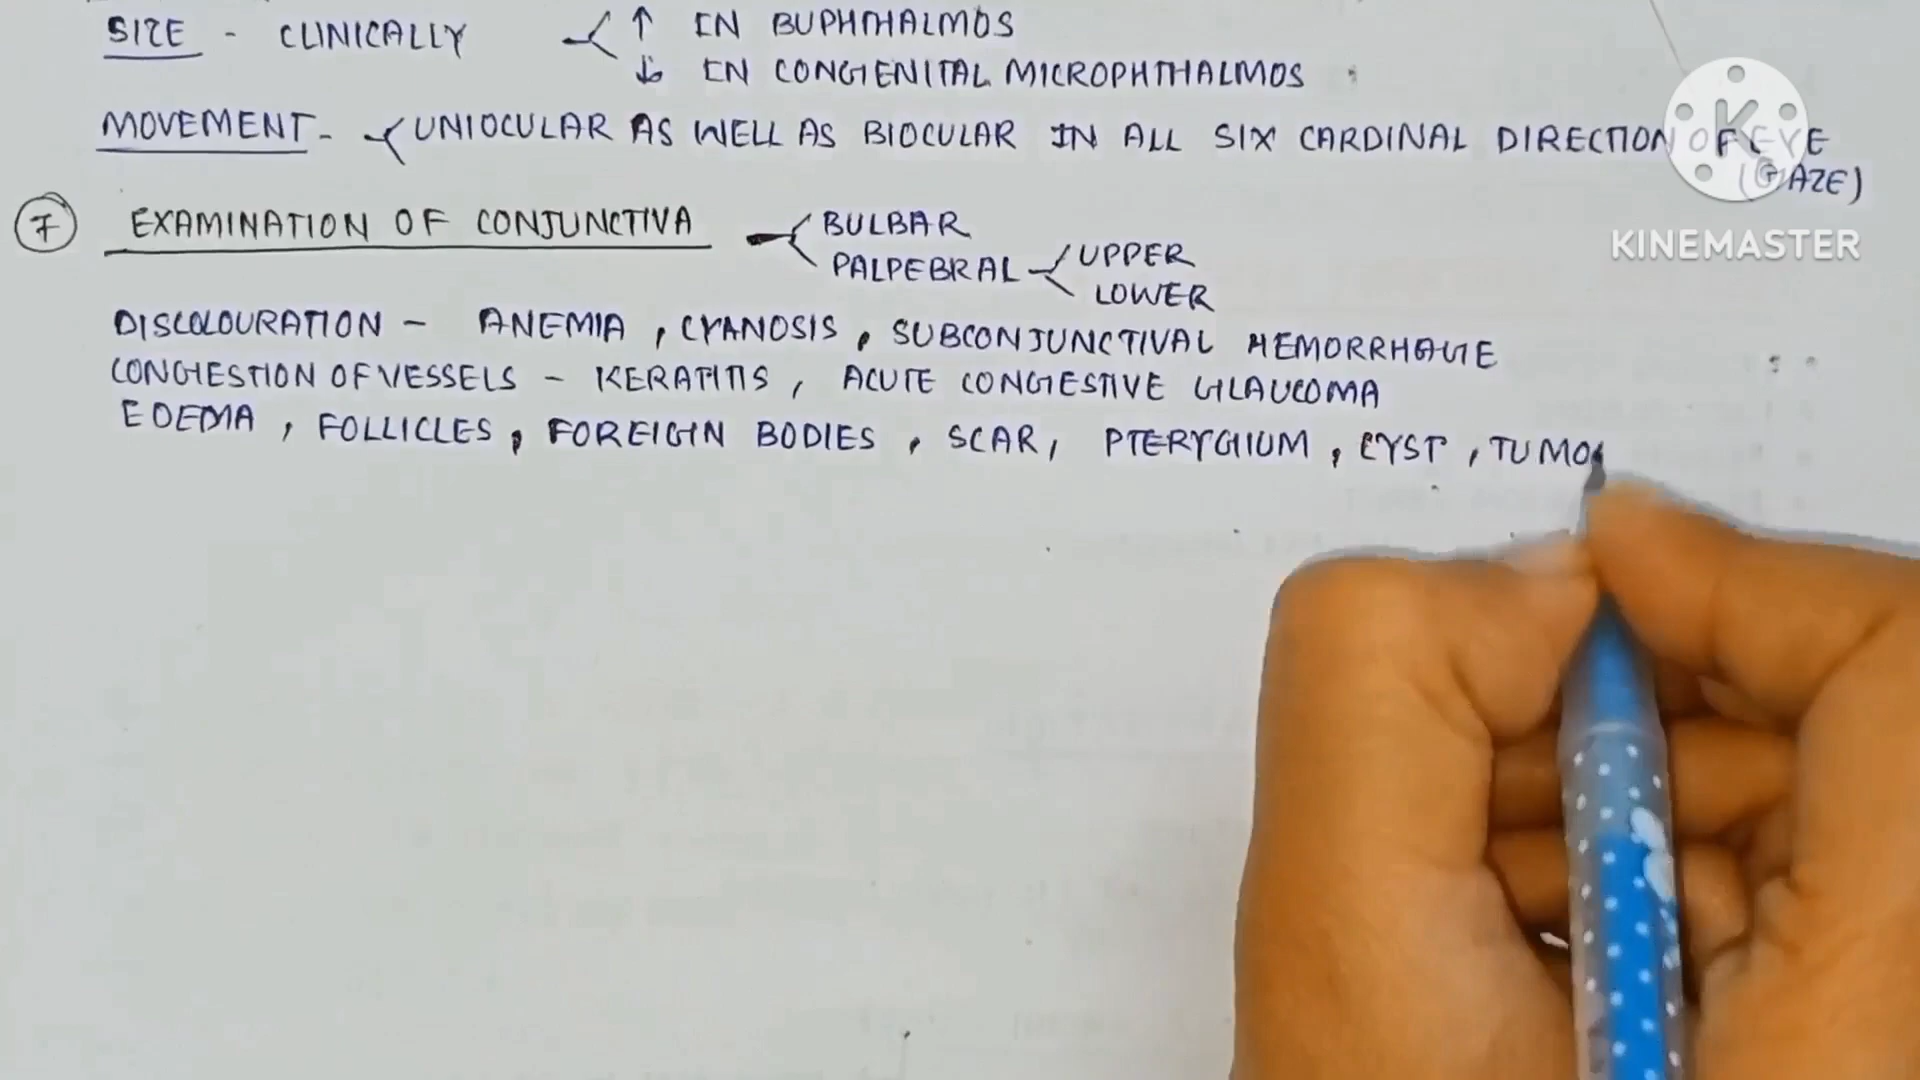 SIZE - CLINICALLY < ↑ IN BUPHTHALMOS
↓ IN CONGENITAL MICROPHTHALMOS
MOVEMENT - < UNIOCULAR AS WELL AS BIOCULAR IN ALL SIX CARDINAL DIRECTION OF EYE
(GAZE)
K
KINEMASTER
7 EXAMINATION OF CONJUNCTIVA < BULBAR
PALPEBRAL < UPPER
LOWER
DISCOLOURATION - ANEMIA, CYANOSIS, SUBCONJUNCTIVAL HEMORRHAGE
CONGESTION OF VESSELS - KERATITIS, ACUTE CONGESTIVE GLAUCOMA
EDEMA, FOLLICLES, FOREIGN BODIES, SCAR, PTERYGIUM, CYST, TUMO